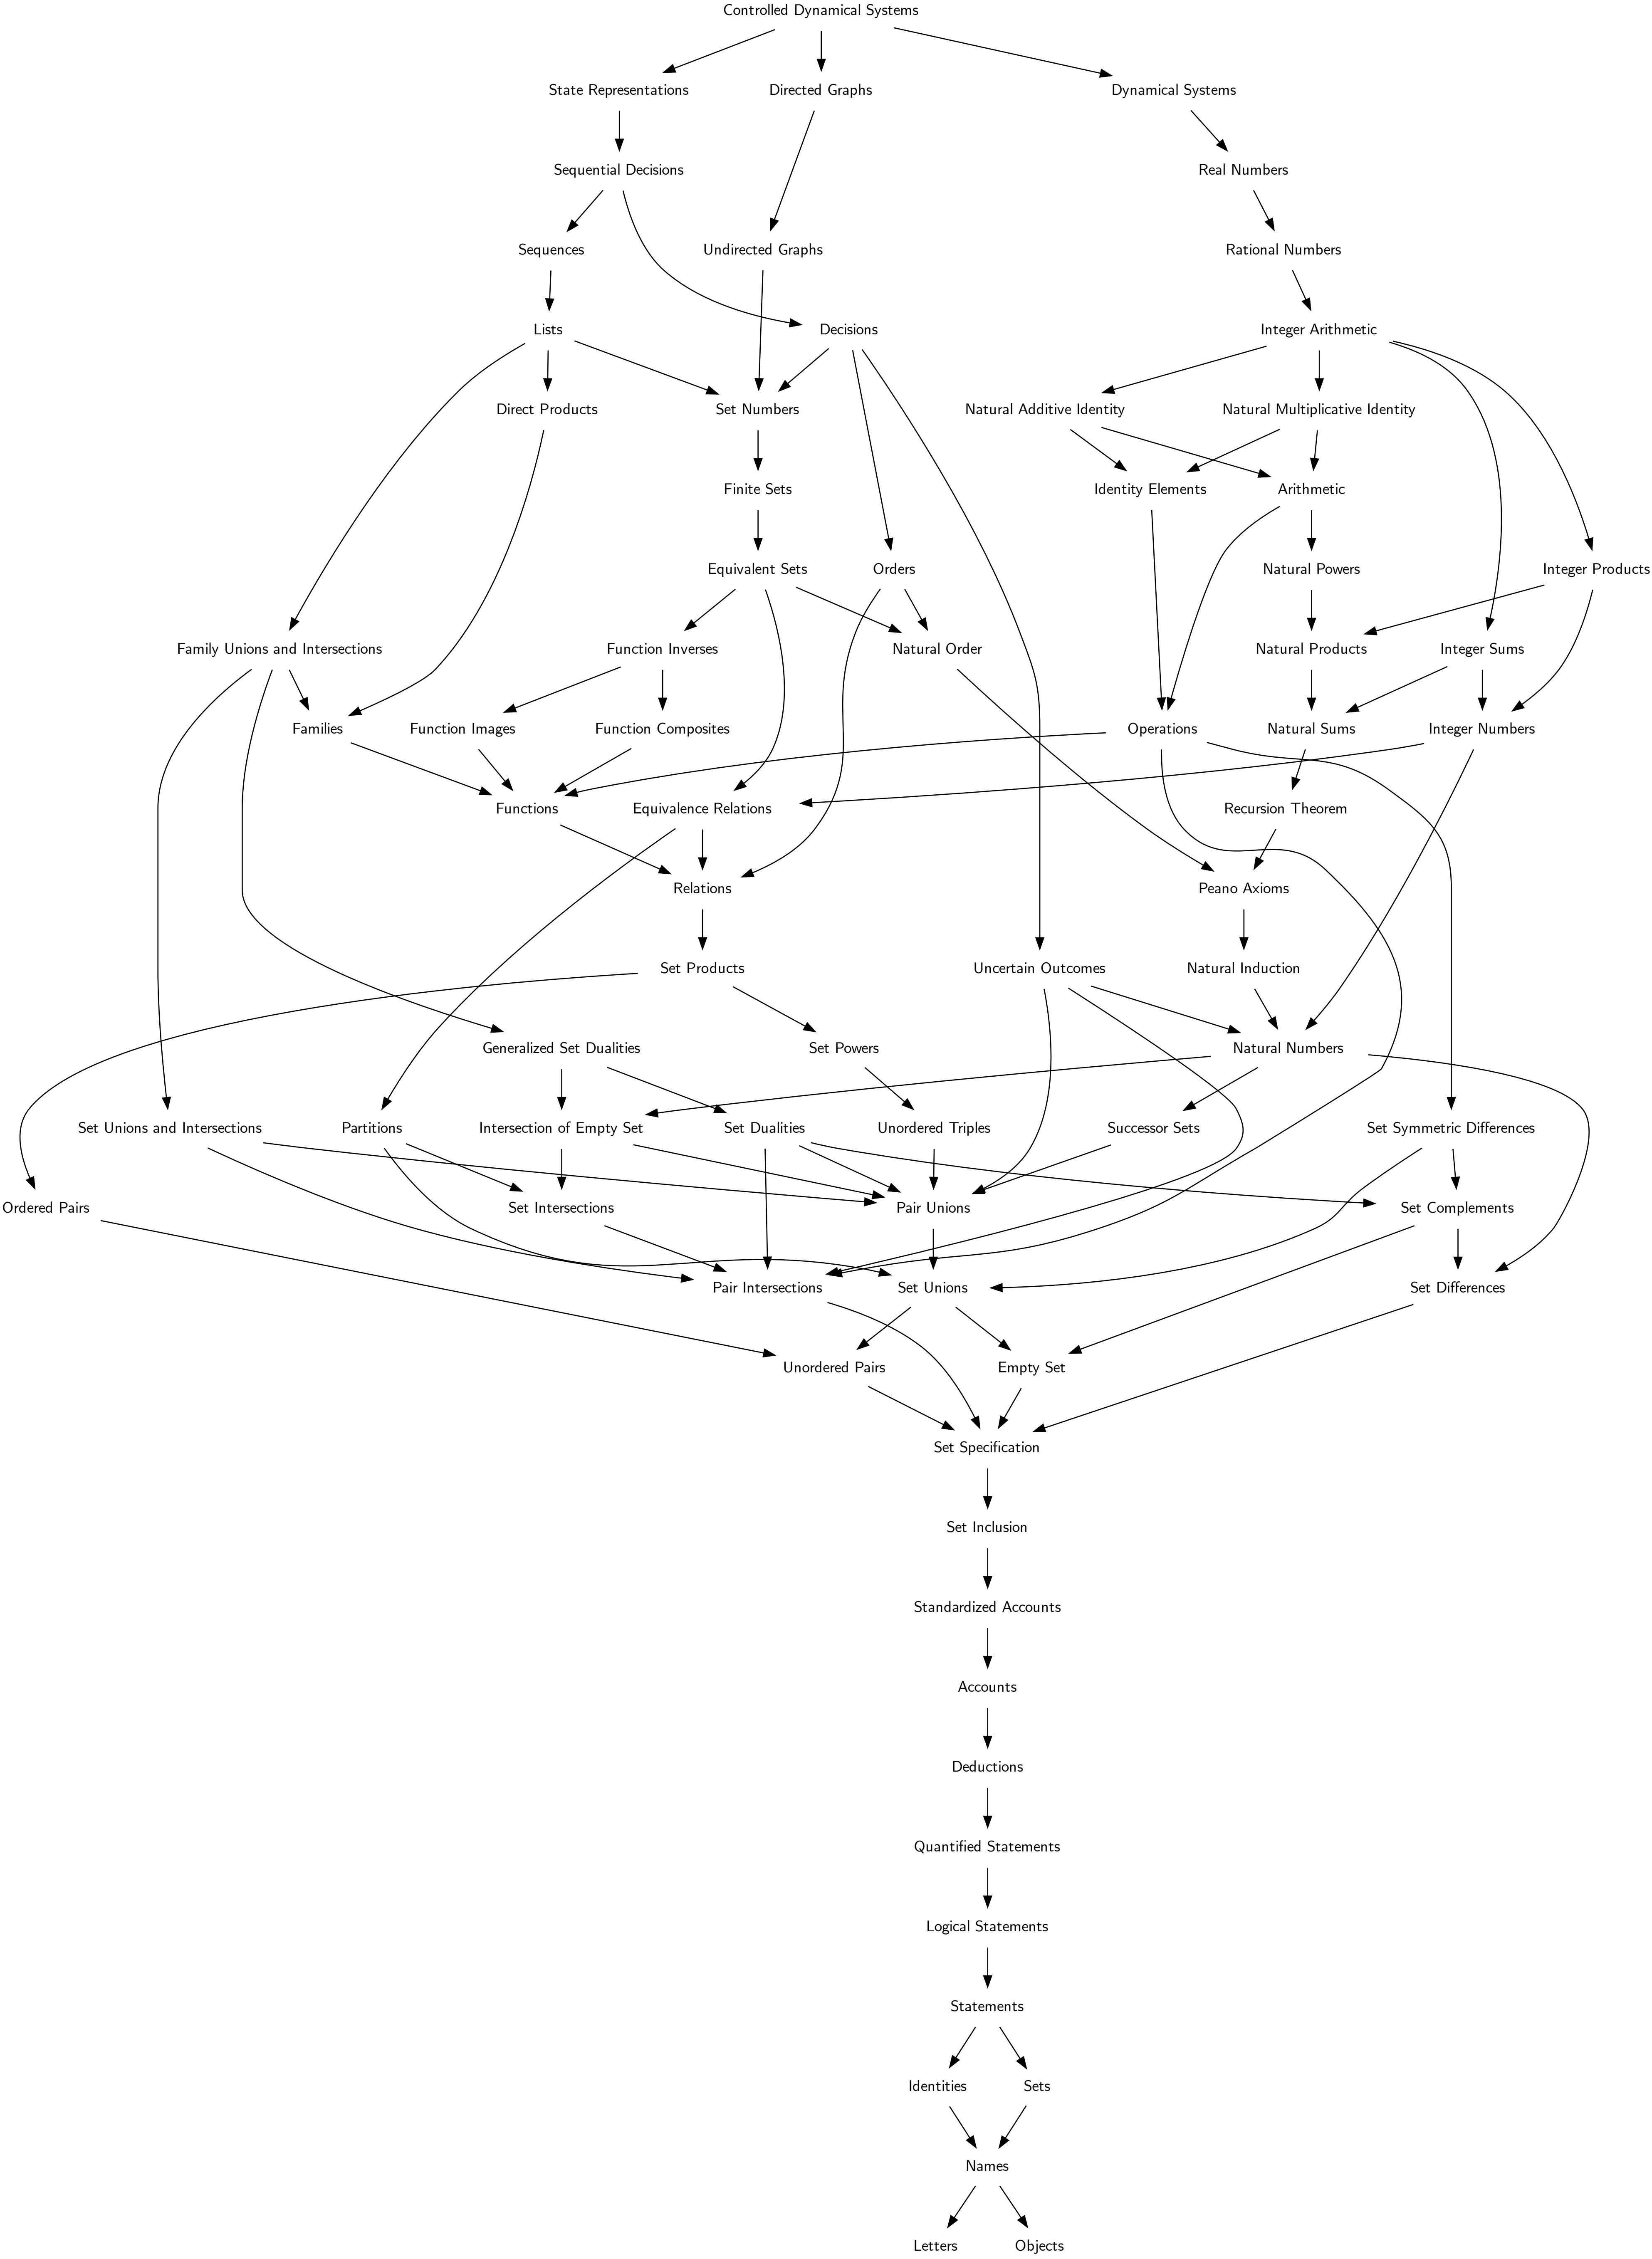 Controlled Dynamical Systems
State Representations
Directed Graphs
Dynamical Systems
Sequential Decisions
Real Numbers
Sequences
Undirected Graphs
Rational Numbers
Lists
Decisions
Integer Arithmetic
Direct Products
Set Numbers
Natural Additive Identity
Natural Multiplicative Identity
Finite Sets
Identity Elements
Arithmetic
Equivalent Sets
Orders
Natural Powers
Integer Products
Family Unions and Intersections
Function Inverses
Natural Order
Natural Products
Integer Sums
Families
Function Images
Function Composites
Operations
Natural Sums
Integer Numbers
Functions
Equivalence Relations
Recursion Theorem
Relations
Peano Axioms
Set Products
Uncertain Outcomes
Natural Induction
Generalized Set Dualities
Set Powers
Natural Numbers
Set Unions and Intersections
Partitions
Intersection of Empty Set
Set Dualities
Unordered Triples
Successor Sets
Set Symmetric Differences
Ordered Pairs
Set Intersections
Pair Unions
Set Complements
Pair Intersections
Set Unions
Set Differences
Unordered Pairs
Empty Set
Set Specification
Set Inclusion
Standardized Accounts
Accounts
Deductions
Quantified Statements
Logical Statements
Statements
Identities
Sets
Names
Letters
Objects